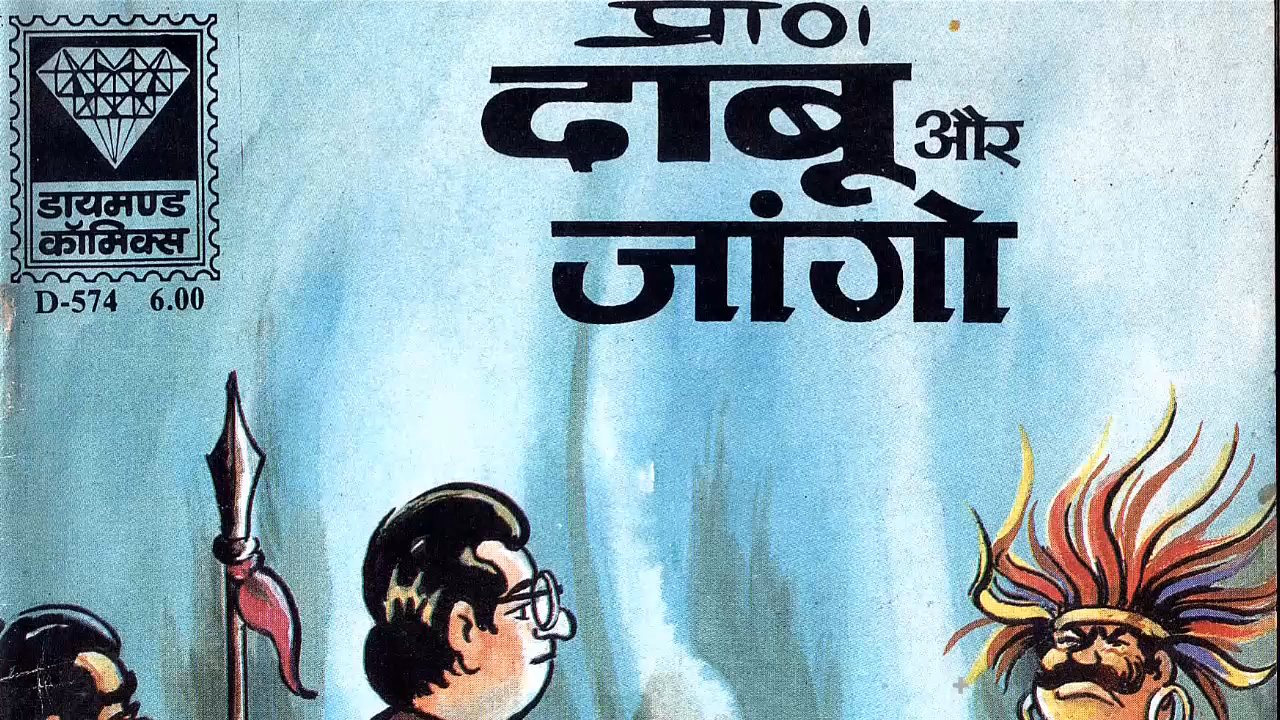 प्राण
दाबू और
जांगो
डायमण्ड
कॉमिक्स
D-574 6.00